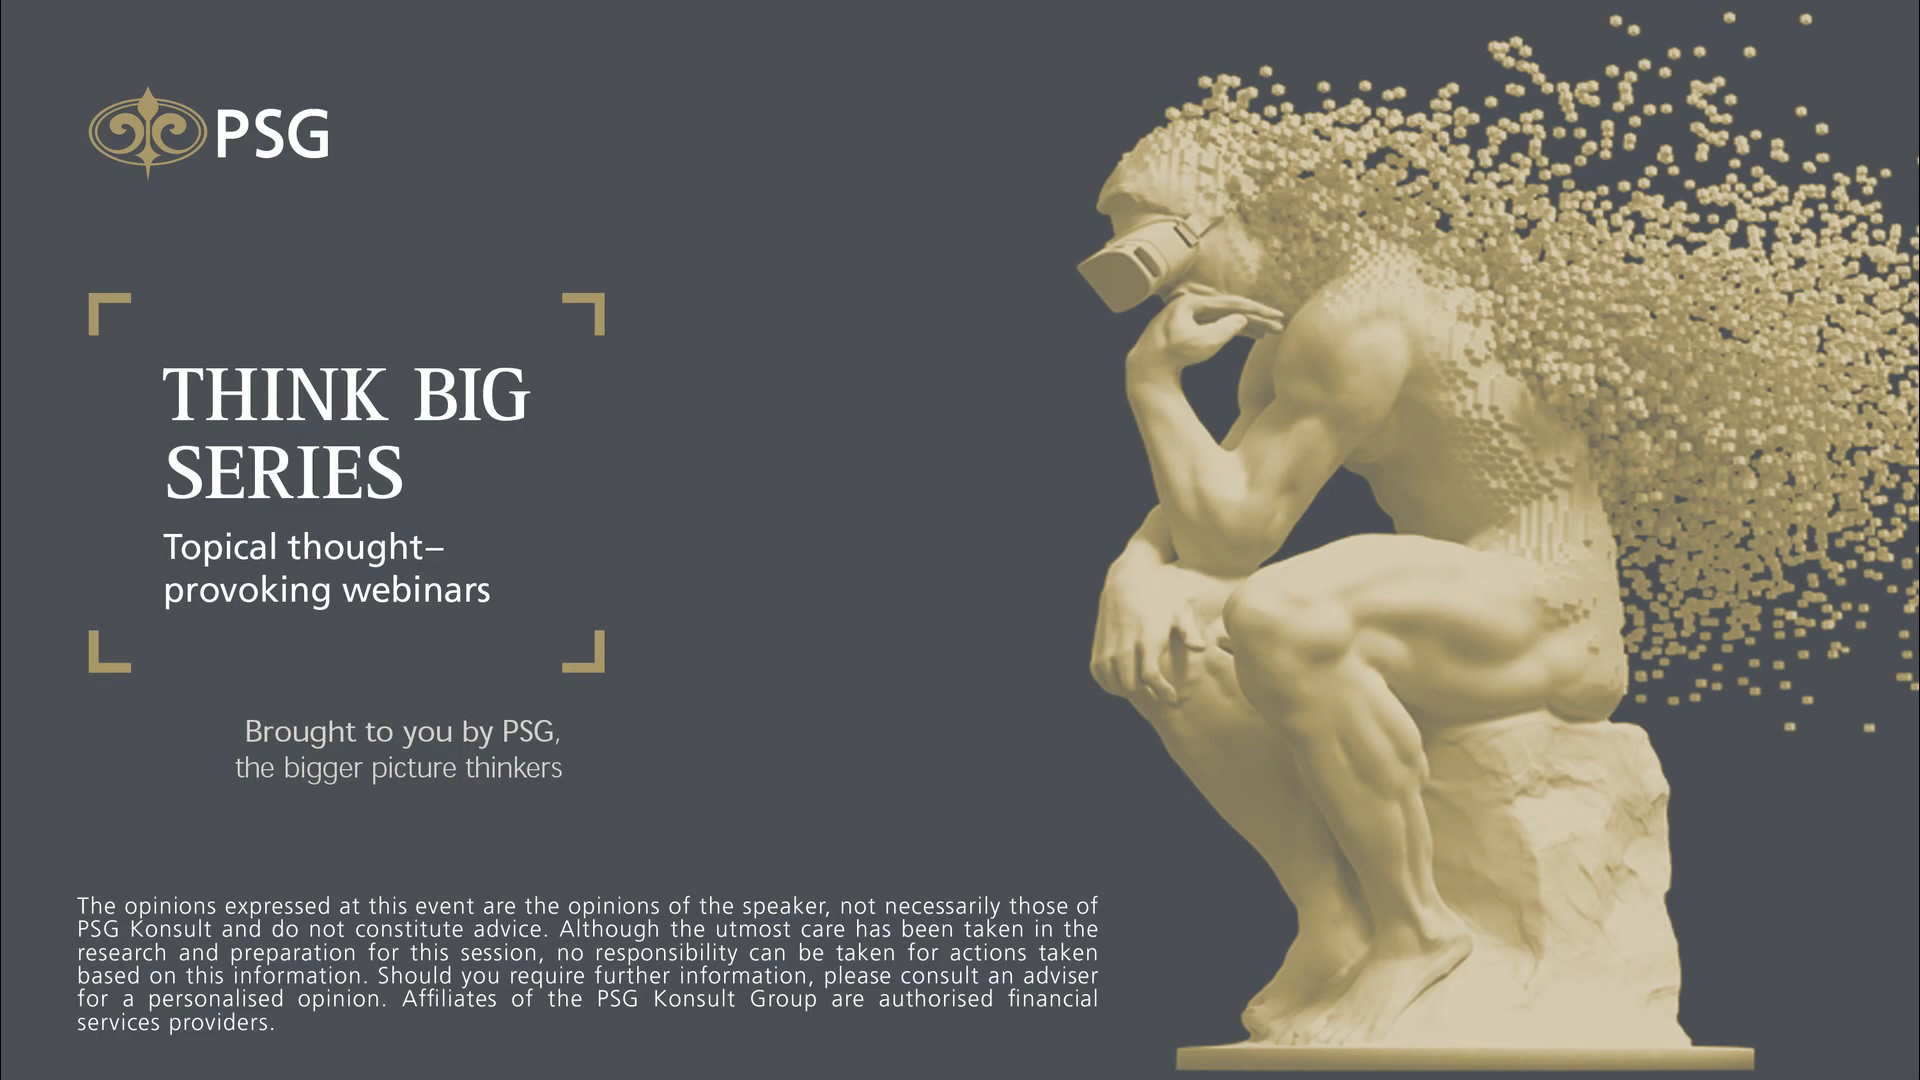 PSG
THINK BIG
SERIES
Topical thought–
provoking webinars
Brought to you by PSG,
the bigger picture thinkers
The opinions expressed at this event are the opinions of the speaker, not necessarily those of
PSG Konsult and do not constitute advice. Although the utmost care has been taken in the
research and preparation for this session, no responsibility can be taken for actions taken
based on this information. Should you require further information, please consult an adviser
for a personalised opinion. Affiliates of the PSG Konsult Group are authorised financial
services providers.